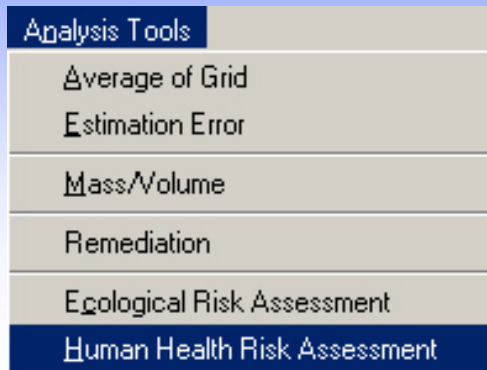 Analysis Tools
Average of Grid
Estimation Error
Mass/Volume
Remediation
Ecological Risk Assessment
Human Health Risk Assessment